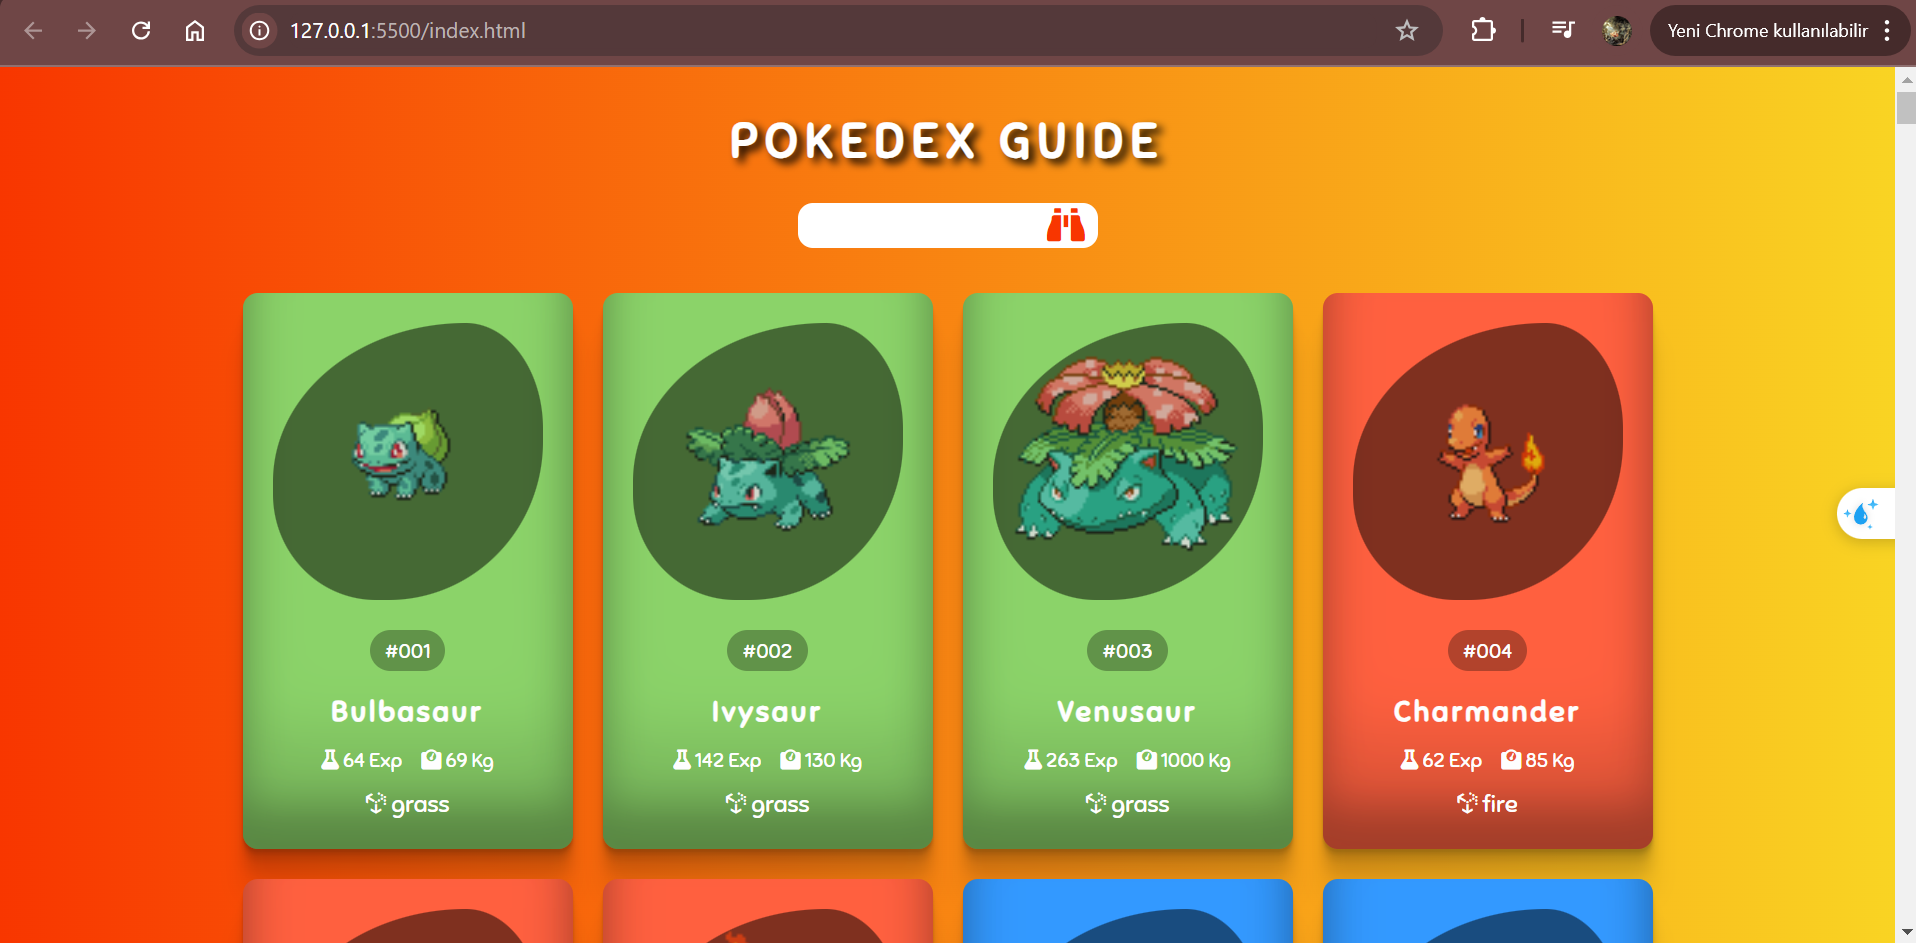 127.0.0.1:5500/index.html
Yeni Chrome kullanılabilir
POKEDEX GUIDE
#001
Bulbasaur
64 Exp 69 Kg
grass
#002
Ivysaur
142 Exp 130 Kg
grass
#003
Venusaur
263 Exp 1000 Kg
grass
#004
Charmander
62 Exp 85 Kg
fire